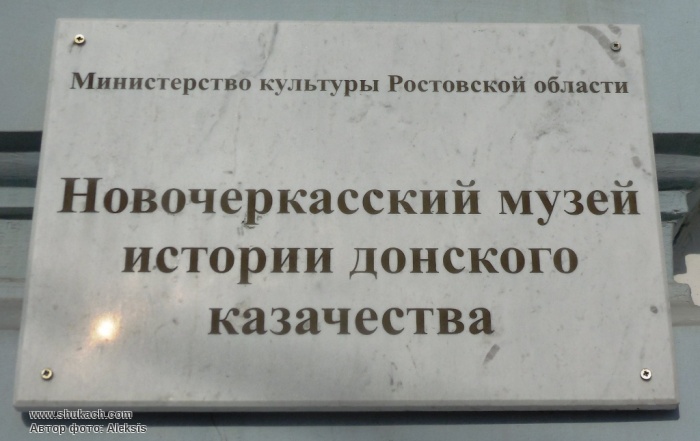 Министерство культуры Ростовской области
Новочеркасский музей
истории донского
казачества
www.shukach.com
Автор фото: Aleksis